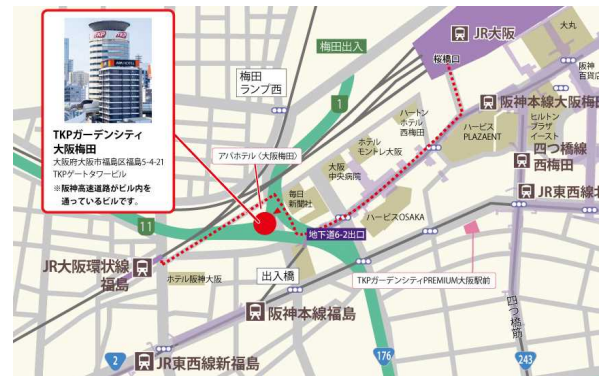 TKPガーデンシティ
大阪梅田
大阪府大阪市福島区福島5-4-21
TKPゲートタワービル
※阪神高速道路がビル内を
通っているビルです。
梅田出入
JR大阪
大丸
桜橋口
阪神
百貨店
梅田
ランプ西
1
阪神本線大阪梅田
ハートン
ホテル
西梅田
ハービス
PLAZAENT
ヒルトン
プラザ
イースト
四つ橋線
西梅田
ホテル
モントレ大阪
アパホテル〈大阪梅田〉
大阪
中央病院
JR東西線北
毎日
新聞社
ハービスOSAKA
11
地下道6-2出口
JR大阪環状線
福島
ホテル阪神大阪
出入橋
TKPガーデンシティPREMIUM大阪駅前
阪神本線福島
四つ橋筋
2
JR東西線新福島
176
243